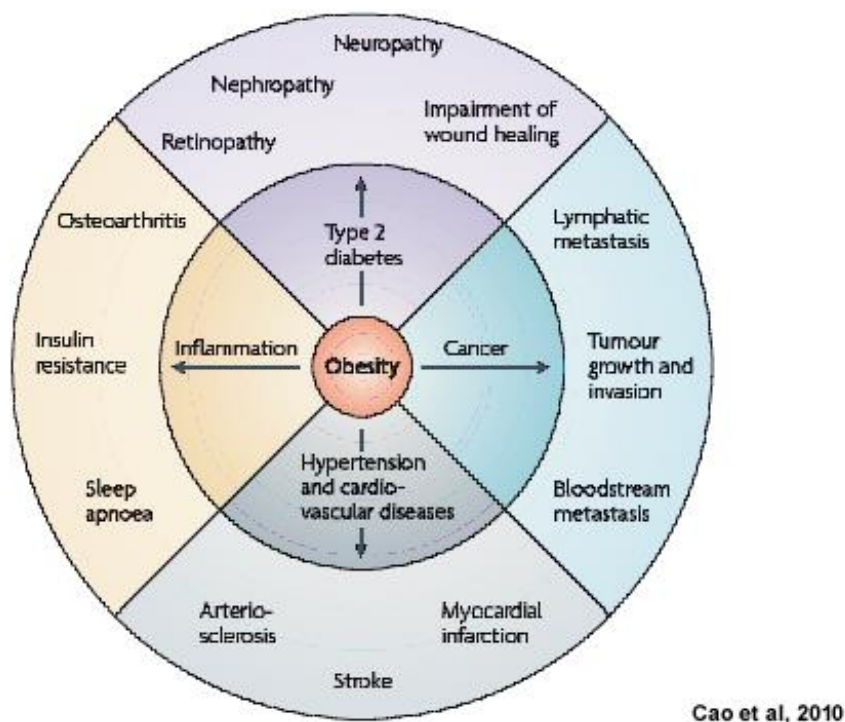 Neuropathy
Nephropathy
Impairment of
wound healing
Retinopathy
Osteoarthritis
Type 2
diabetes
Lymphatic
metastasis
Insulin
resistance
Inflammation
Obesity
Cancer
Tumour
growth and
invasion
Hypertension
and cardio-
vascular diseases
Sleep
apnoea
Bloodstream
metastasis
Arterio-
sclerosis
Myocardial
infarction
Stroke
Cao et al, 2010